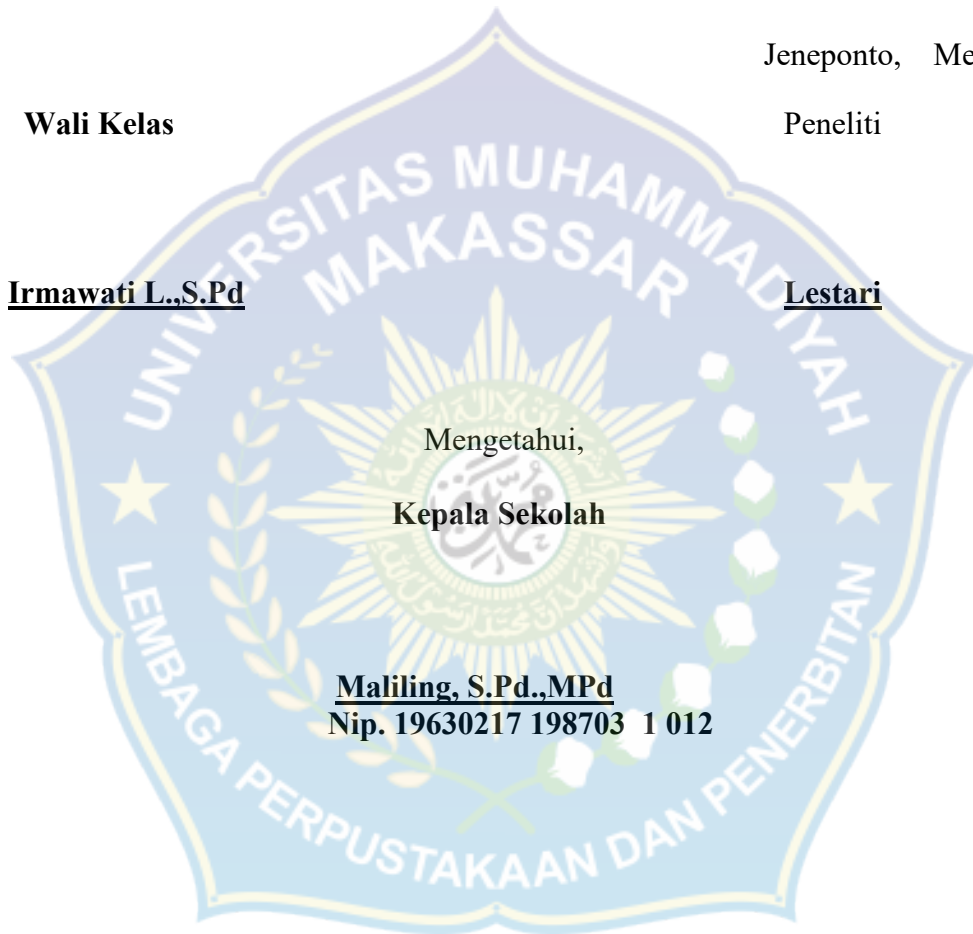 Jeneponto, Me
Wali Kelas Peneliti
UNIVERSITAS MUHAMMADIYAH
MAKASSAR
Irmawati L.,S.Pd Lestari
Mengetahui,
Kepala Sekolah
Maliling, S.Pd.,MPd
Nip. 19630217 198703 1 012
LEMBAGA PERPUSTAKAAN DAN PENERBITAN